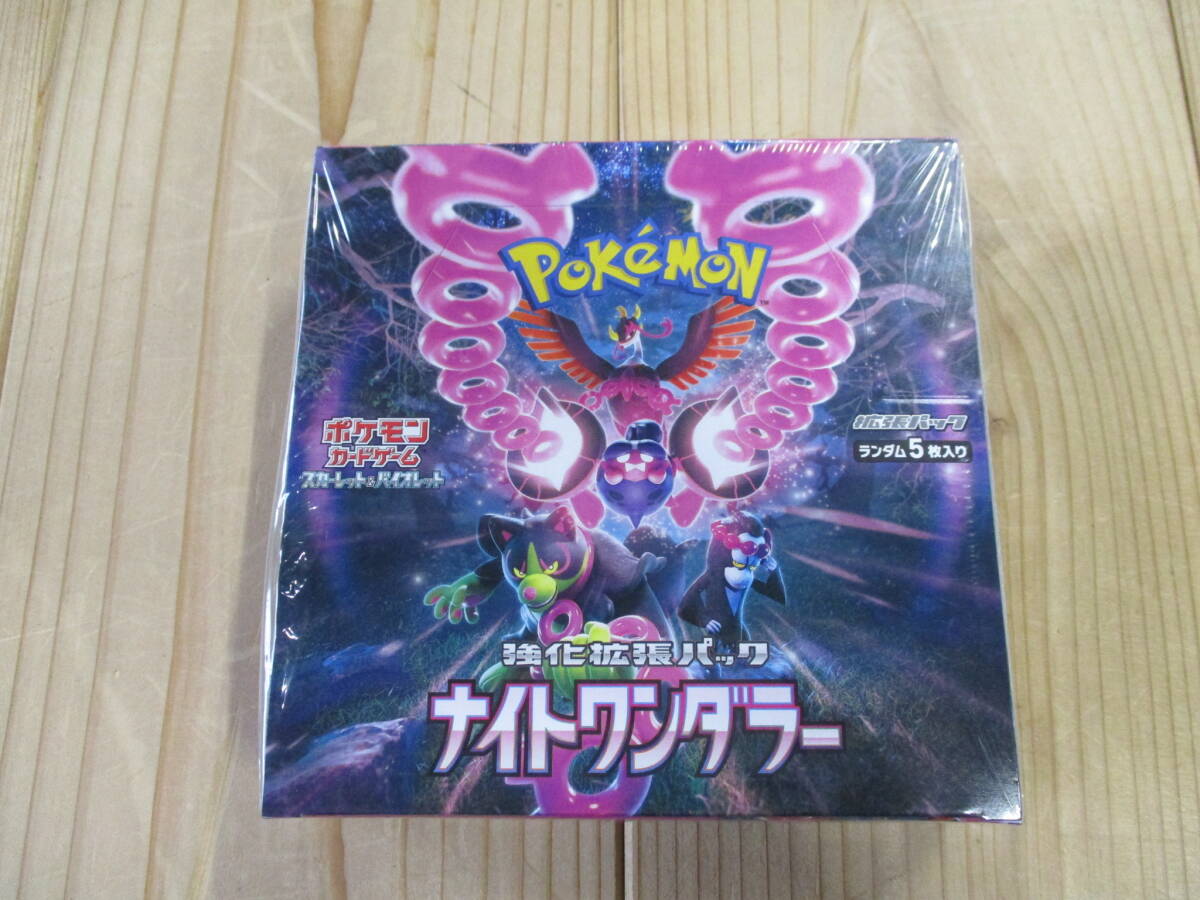 POKéMON
TM
ポケモン
カードゲーム
スカーレット&バイオレット
拡張パック
ランダム5枚入り
強化拡張パック
ナイトワンダラー